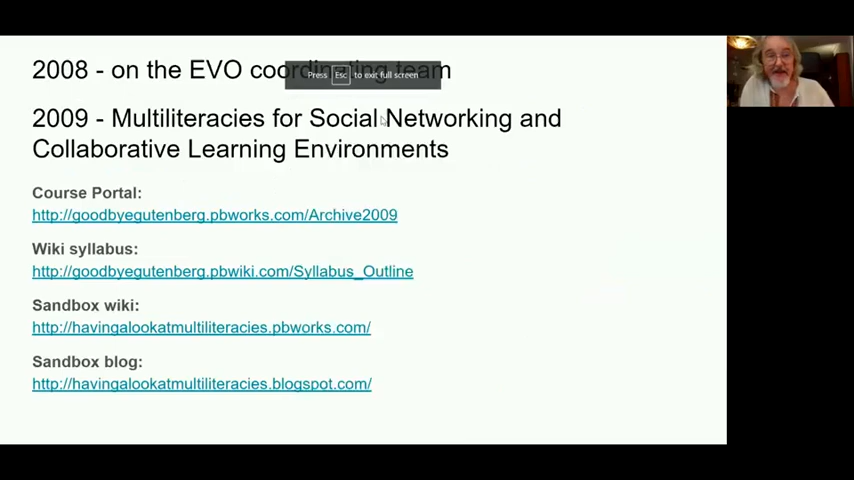 2008 - on the EVO coordinating team
Press Esc to exit full screen
2009 - Multiliteracies for Social Networking and
Collaborative Learning Environments
Course Portal:
http://goodbyegutenberg.pbworks.com/Archive2009
Wiki syllabus:
http://goodbyegutenberg.pbwiki.com/Syllabus_Outline
Sandbox wiki:
http://havingalookatmultiliteracies.pbworks.com/
Sandbox blog:
http://havingalookatmultiliteracies.blogspot.com/